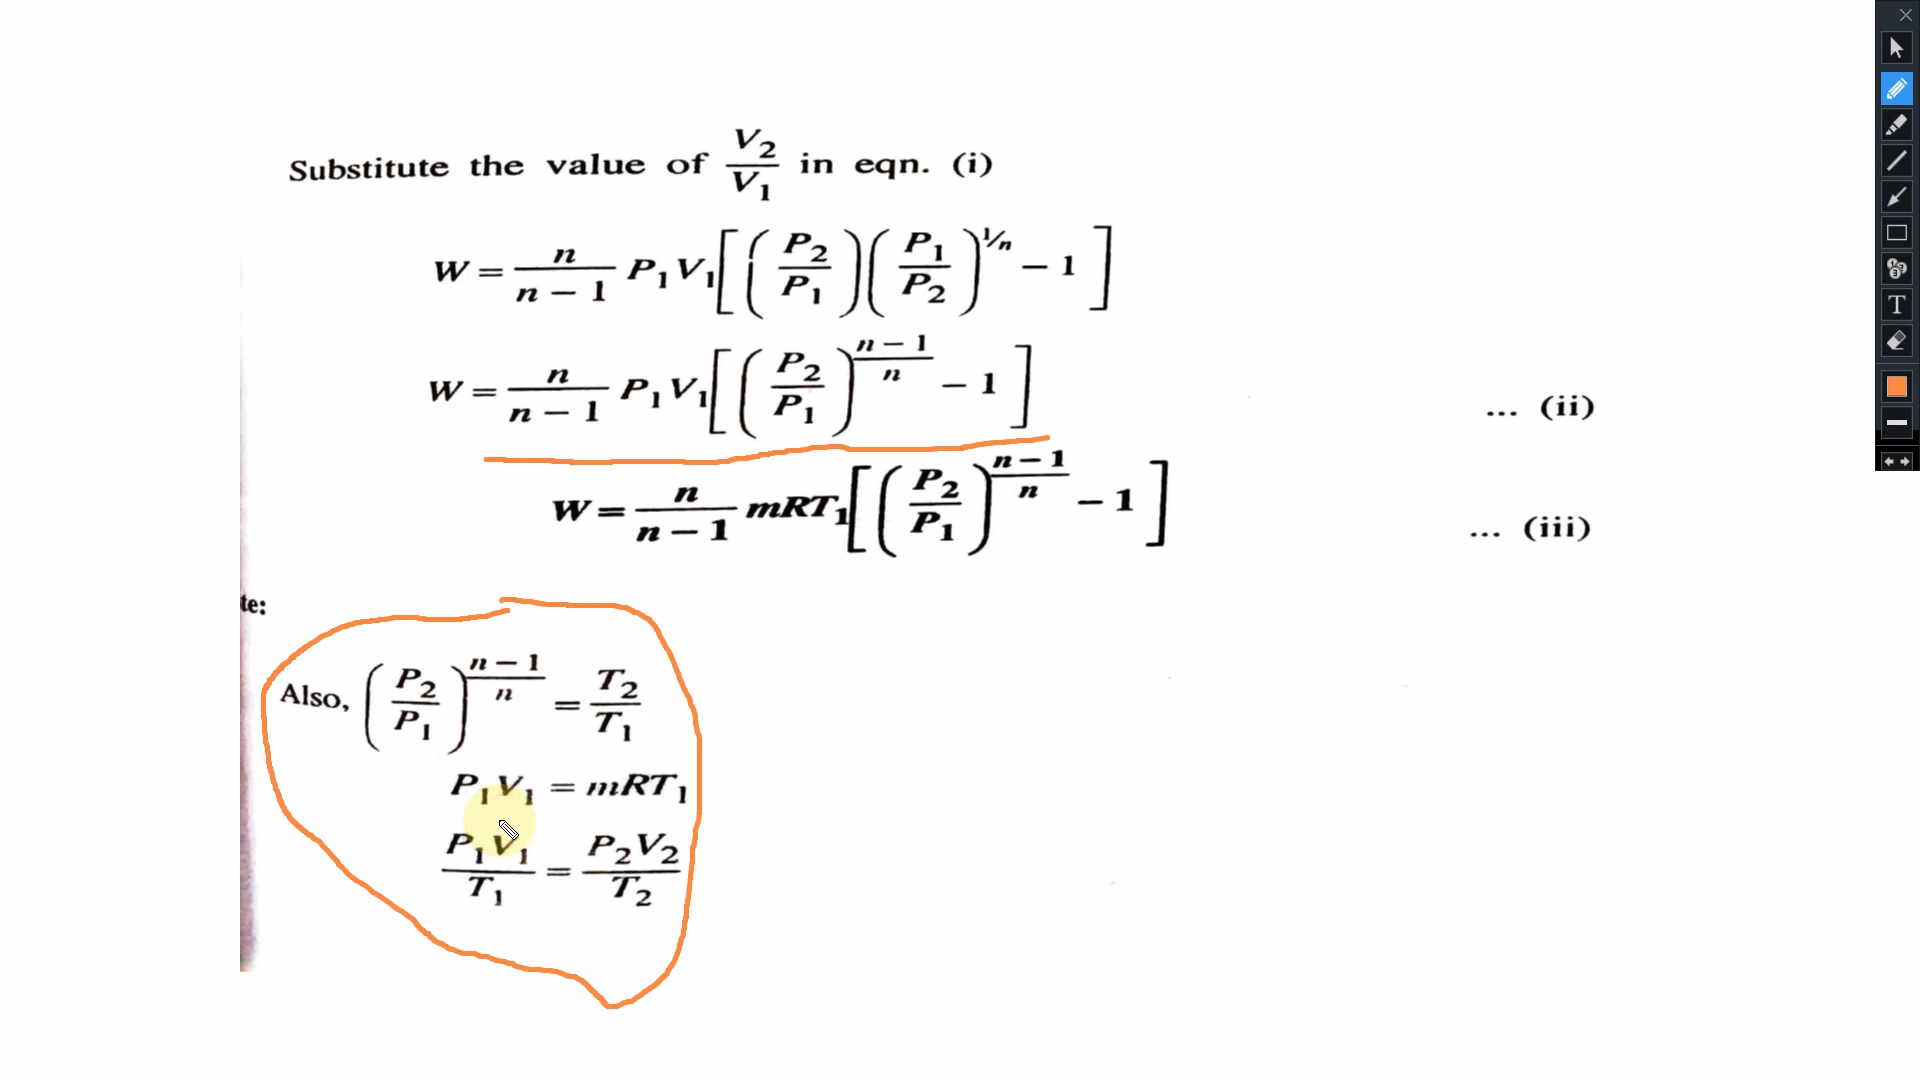 Substitute the value of V₂/V₁ in eqn. (i)
W = n/(n − 1) P₁V₁[(P₂/P₁)(P₁/P₂)^(1/n) − 1]
W = n/(n − 1) P₁V₁[(P₂/P₁)^((n − 1)/n) − 1] ... (ii)
W = n/(n − 1) mRT₁[(P₂/P₁)^((n − 1)/n) − 1] ... (iii)
te:
Also, (P₂/P₁)^((n − 1)/n) = T₂/T₁
P₁V₁ = mRT₁
P₁V₁/T₁ = P₂V₂/T₂